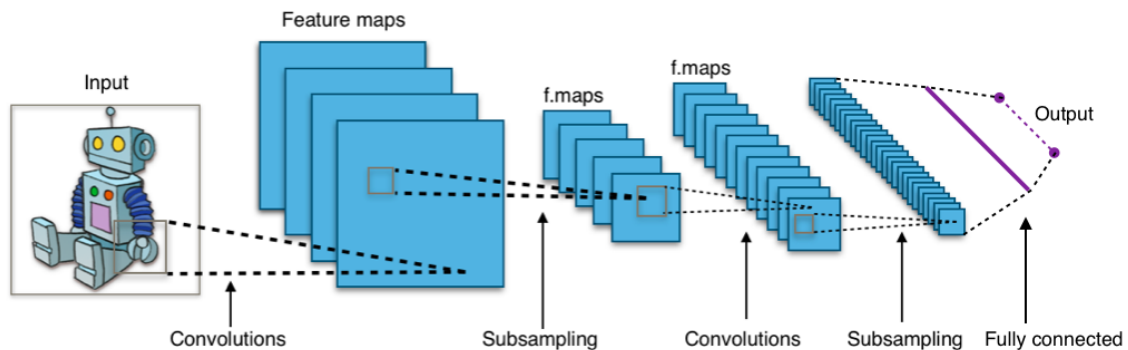 Feature maps
Input
f.maps
f.maps
Output
Convolutions
Subsampling
Convolutions
Subsampling
Fully connected